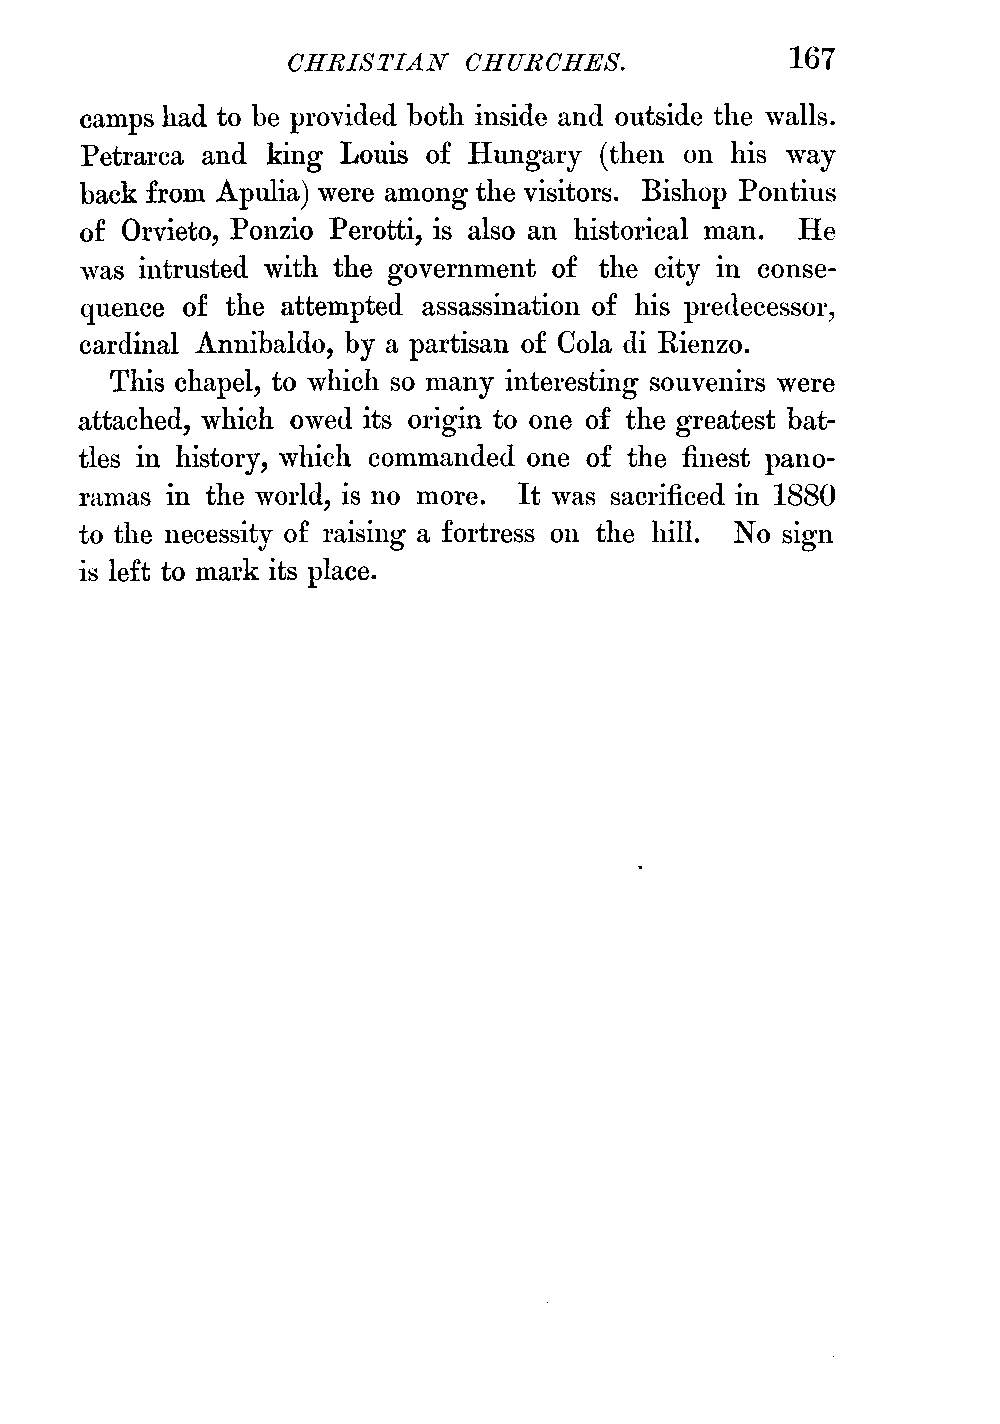 CHRISTIAN CHURCHES. 167
camps had to be provided both inside and outside the walls.
Petrarca and king Louis of Hungary (then on his way
back from Apulia) were among the visitors. Bishop Pontius
of Orvieto, Ponzio Perotti, is also an historical man. He
was intrusted with the government of the city in conse-
quence of the attempted assassination of his predecessor,
cardinal Annibaldo, by a partisan of Cola di Rienzo.
This chapel, to which so many interesting souvenirs were
attached, which owed its origin to one of the greatest bat-
tles in history, which commanded one of the finest pano-
ramas in the world, is no more. It was sacrificed in 1880
to the necessity of raising a fortress on the hill. No sign
is left to mark its place.